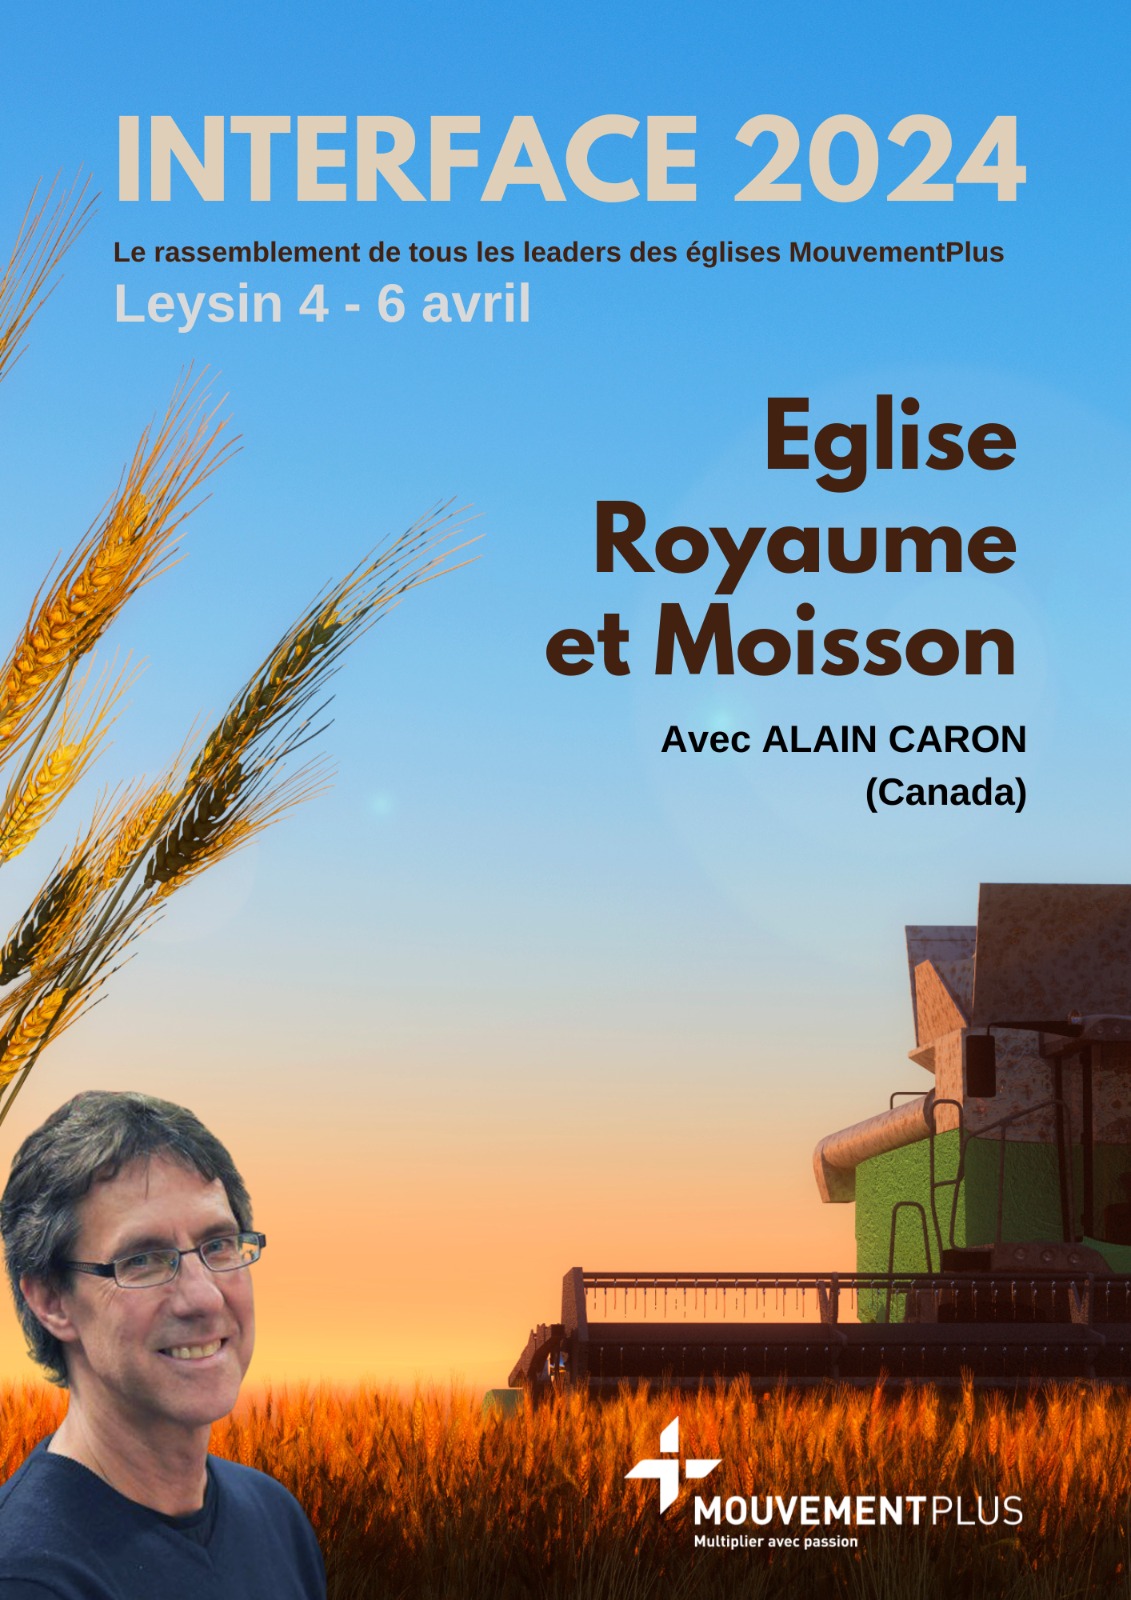 INTERFACE 2024
Le rassemblement de tous les leaders des églises MouvementPlus
Leysin 4 - 6 avril
Eglise
Royaume
et Moisson
Avec ALAIN CARON
(Canada)
MOUVEMENTPLUS
Multiplier avec passion